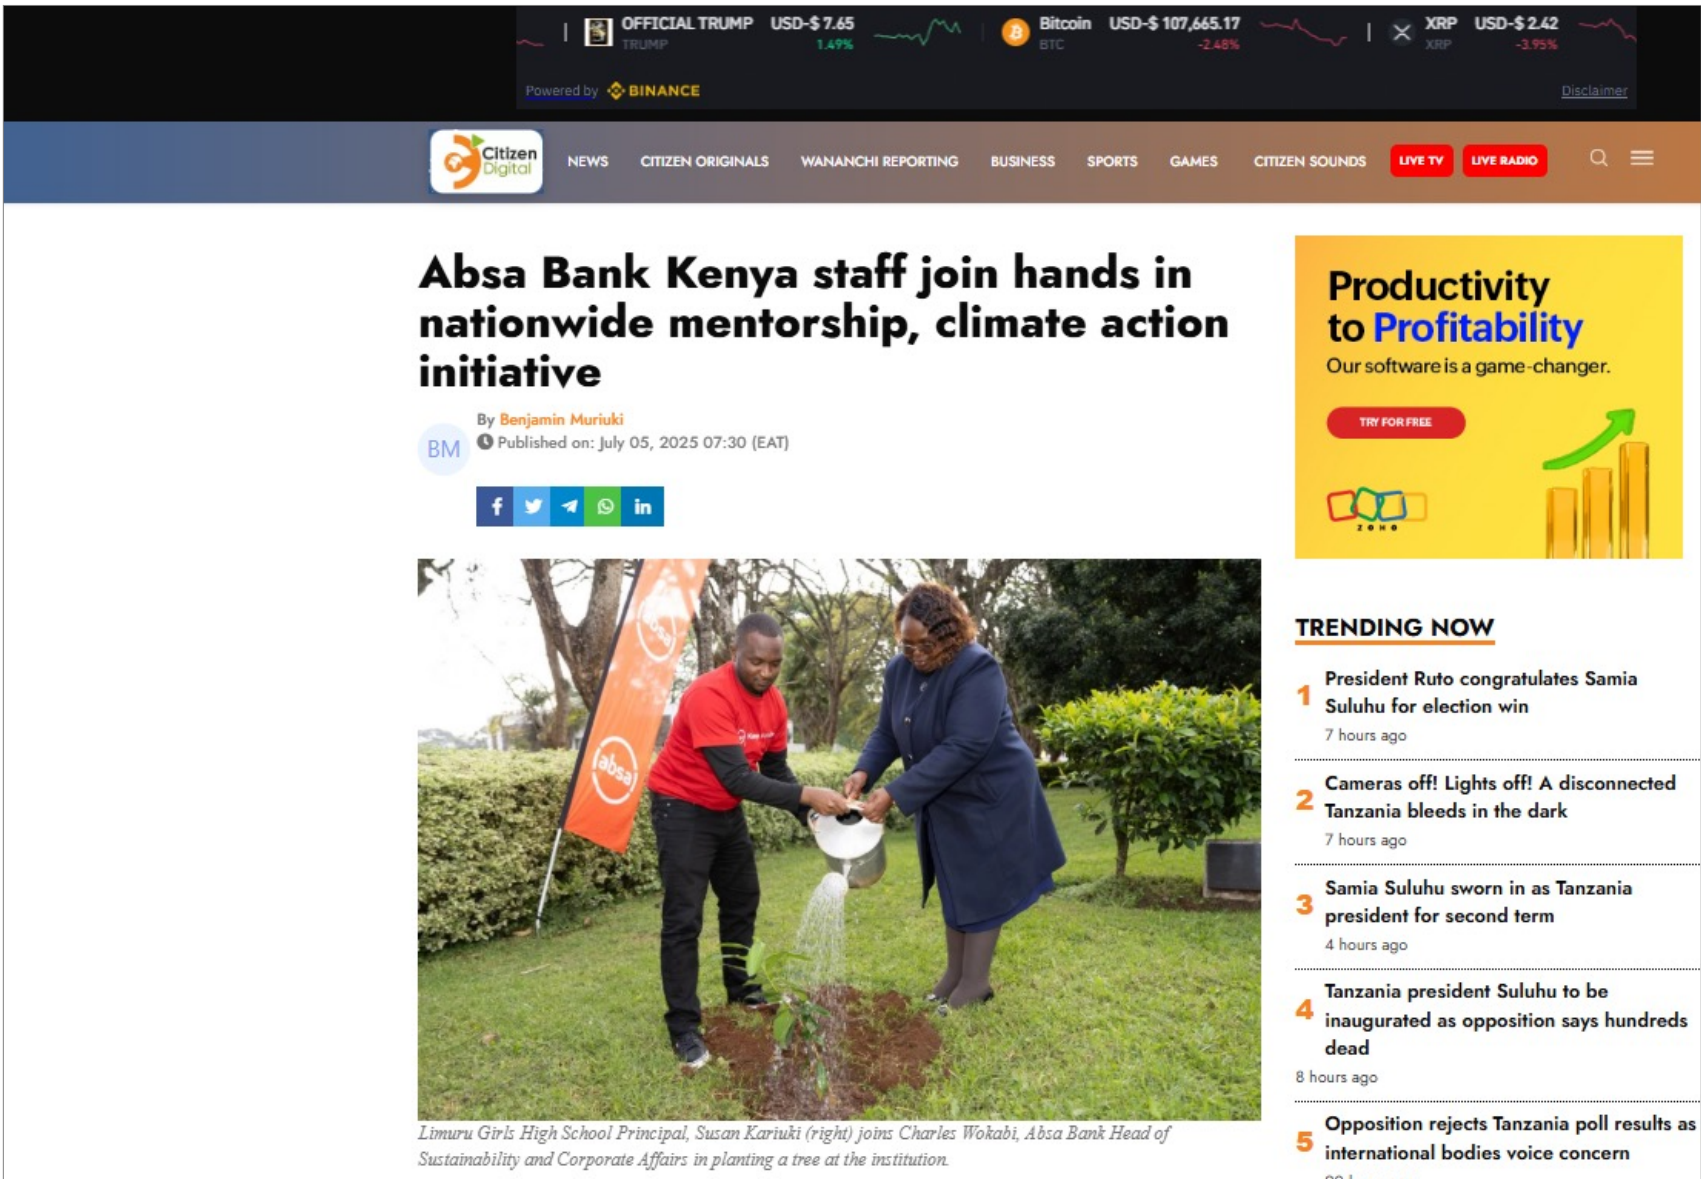 OFFICIAL TRUMP USD-$ 7.65
TRUMP 1.49%
Bitcoin USD-$ 107,665.17
BTC -2.48%
XRP USD-$ 2.42
XRP -3.95%
Powered by BINANCE
Disclaimer
Citizen
Digital
NEWS CITIZEN ORIGINALS WANANCHI REPORTING BUSINESS SPORTS GAMES CITIZEN SOUNDS LIVE TV LIVE RADIO
Absa Bank Kenya staff join hands in
nationwide mentorship, climate action
initiative
BM
By Benjamin Muriuki
Published on: July 05, 2025 07:30 (EAT)
absa
absa
Limuru Girls High School Principal, Susan Kariuki (right) joins Charles Wokabi, Absa Bank Head of
Sustainability and Corporate Affairs in planting a tree at the institution.
Productivity
to Profitability
Our software is a game-changer.
TRY FOR FREE
ZOHO
TRENDING NOW
1 President Ruto congratulates Samia
Suluhu for election win
7 hours ago
2 Cameras off! Lights off! A disconnected
Tanzania bleeds in the dark
7 hours ago
3 Samia Suluhu sworn in as Tanzania
president for second term
4 hours ago
4 Tanzania president Suluhu to be
inaugurated as opposition says hundreds
dead
8 hours ago
5 Opposition rejects Tanzania poll results as
international bodies voice concern